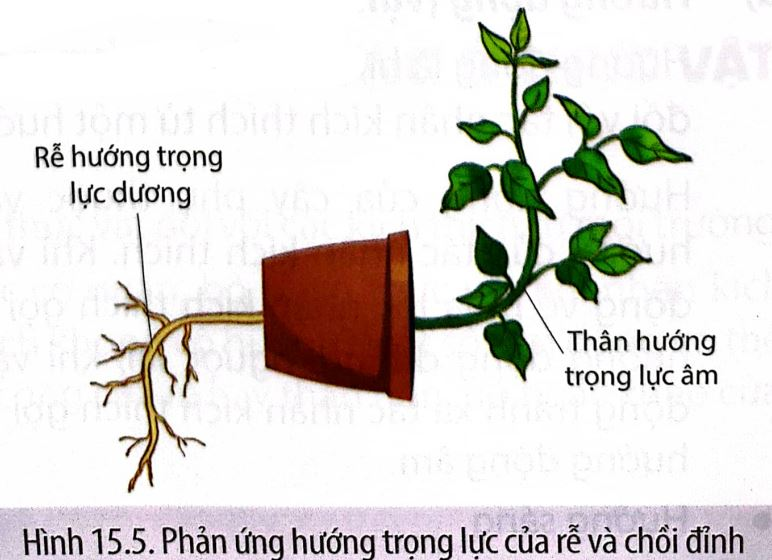 Rễ hướng trọng
lực dương
Thân hướng
trọng lực âm
Hình 15.5. Phản ứng hướng trọng lực của rễ và chồi đỉnh